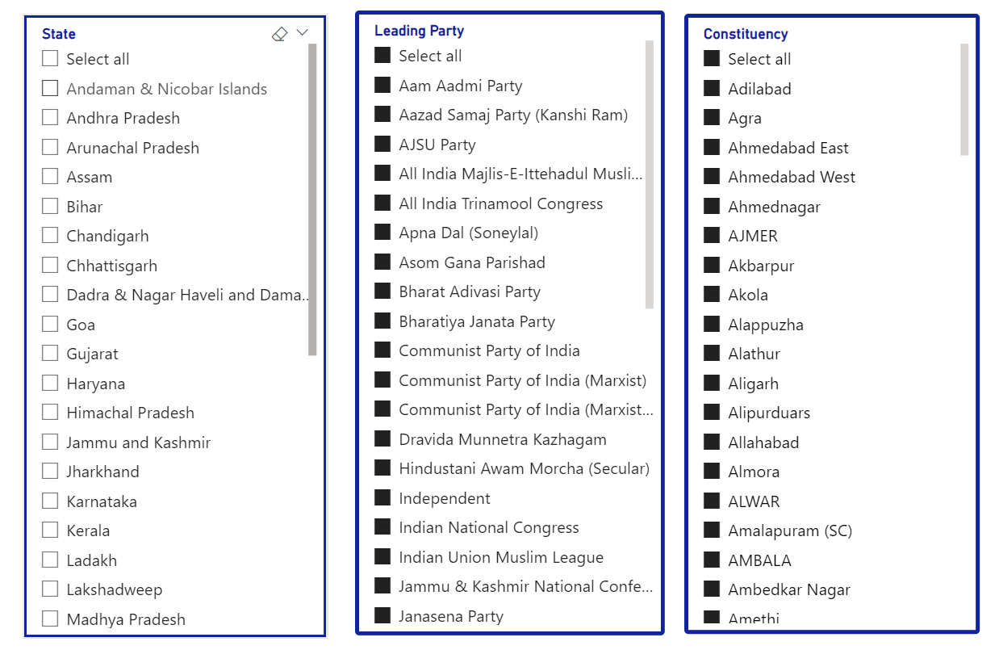 State
Select all
Andaman & Nicobar Islands
Andhra Pradesh
Arunachal Pradesh
Assam
Bihar
Chandigarh
Chhattisgarh
Dadra & Nagar Haveli and Dama..
Goa
Gujarat
Haryana
Himachal Pradesh
Jammu and Kashmir
Jharkhand
Karnataka
Kerala
Ladakh
Lakshadweep
Madhya Pradesh
Leading Party
Select all
Aam Aadmi Party
Aazad Samaj Party (Kanshi Ram)
AJSU Party
All India Majlis-E-Ittehadul Musli...
All India Trinamool Congress
Apna Dal (Soneylal)
Asom Gana Parishad
Bharat Adivasi Party
Bharatiya Janata Party
Communist Party of India
Communist Party of India (Marxist)
Communist Party of India (Marxist...
Dravida Munnetra Kazhagam
Hindustani Awam Morcha (Secular)
Independent
Indian National Congress
Indian Union Muslim League
Jammu & Kashmir National Confe...
Janasena Party
Constituency
Select all
Adilabad
Agra
Ahmedabad East
Ahmedabad West
Ahmednagar
AJMER
Akbarpur
Akola
Alappuzha
Alathur
Aligarh
Alipurduars
Allahabad
Almora
ALWAR
Amalapuram (SC)
AMBALA
Ambedkar Nagar
Amethi